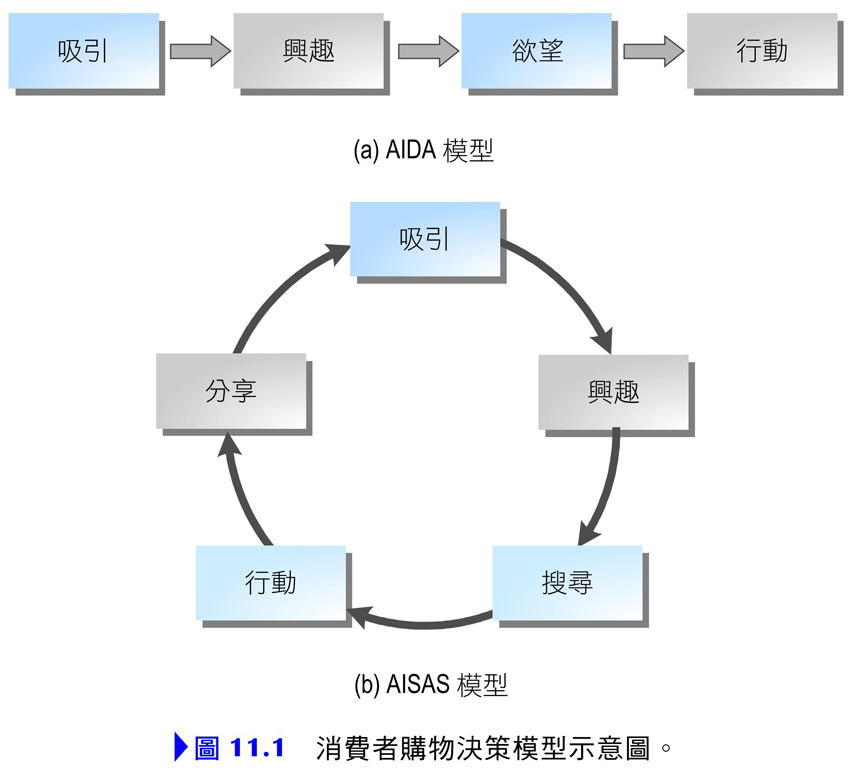 吸引
興趣
欲望
行動
(a) AIDA 模型
吸引
分享
興趣
行動
搜尋
(b) AISAS 模型
圖 11.1 消費者購物決策模型示意圖。